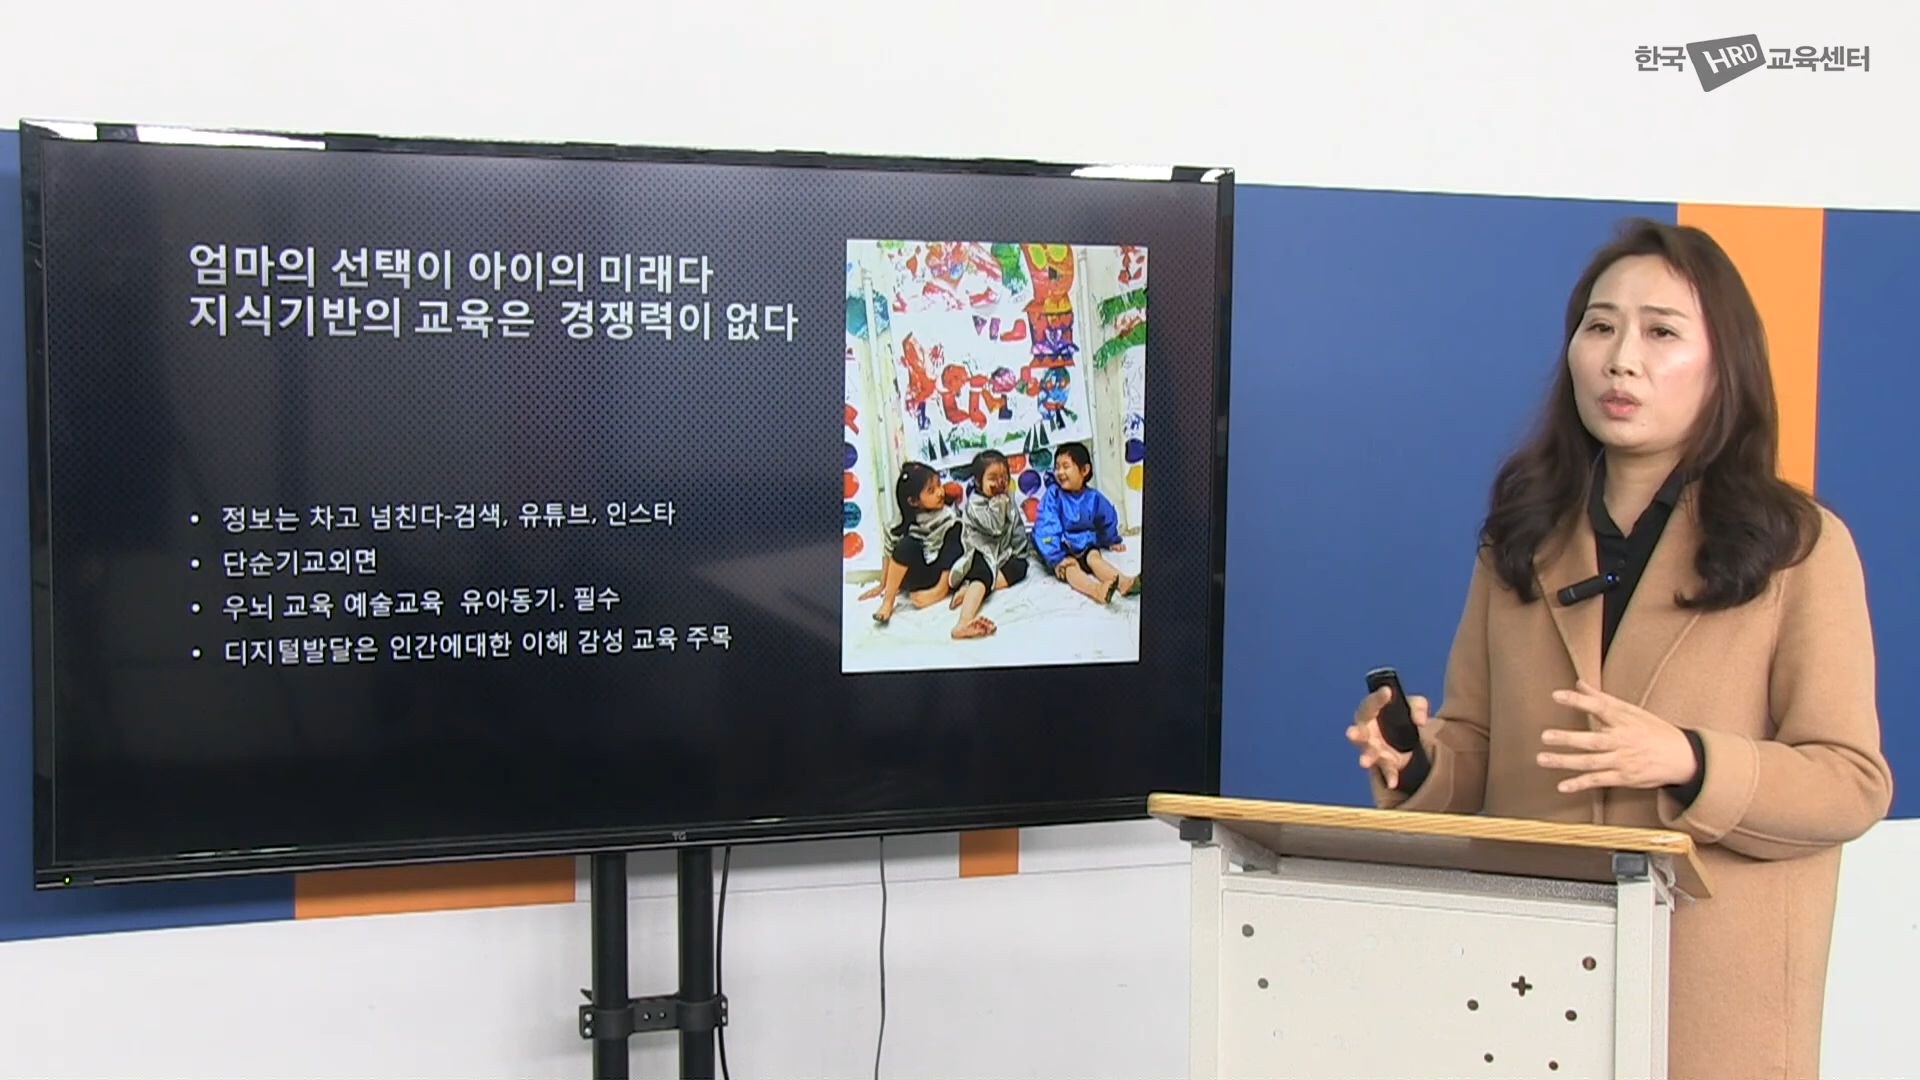 한국 HRD 교육센터
엄마의 선택이 아이의 미래다
지식기반의 교육은 경쟁력이 없다
• 정보는 차고 넘친다-검색, 유튜브, 인스타
• 단순기교외면
• 우뇌 교육 예술교육 유아동기. 필수
• 디지털발달은 인간에대한 이해 감성 교육 주목
TG